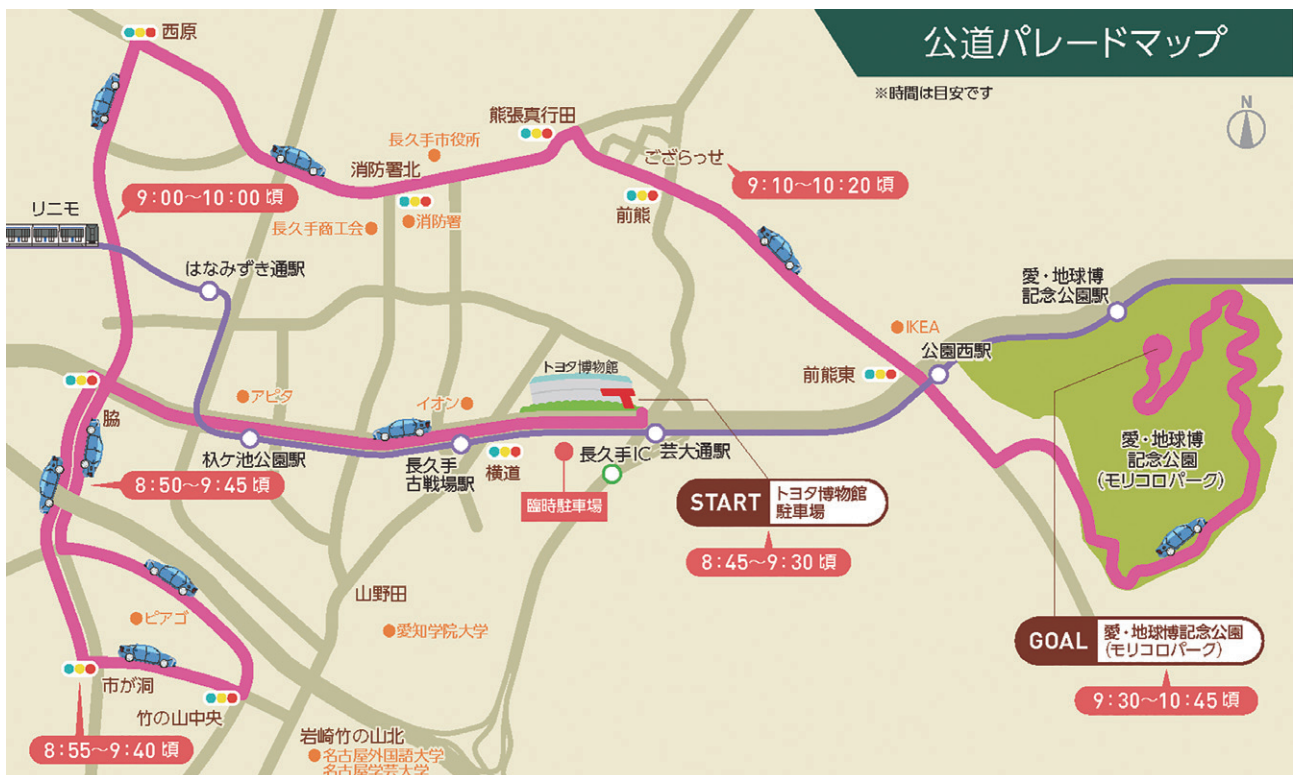 公道パレードマップ
※時間は目安です
N
西原
熊張真行田
長久手市役所
消防署北
ござらっせ
9:10〜10:20 頃
9:00〜10:00 頃
前熊
リニモ
長久手商工会
消防署
はなみずき通駅
愛・地球博
記念公園駅
IKEA
公園西駅
トヨタ博物館
前熊東
アピタ
イオン
脇
杁ケ池公園駅
長久手
古戦場駅
横道
長久手IC
芸大通駅
愛・地球博
記念公園
(モリコロパーク)
8:50〜9:45 頃
臨時駐車場
START
トヨタ博物館
駐車場
8:45〜9:30 頃
山野田
ピアゴ
愛知学院大学
GOAL
愛・地球博記念公園
(モリコロパーク)
市が洞
9:30〜10:45 頃
竹の山中央
8:55〜9:40 頃
岩崎竹の山北
名古屋外国語大学
名古屋学芸大学